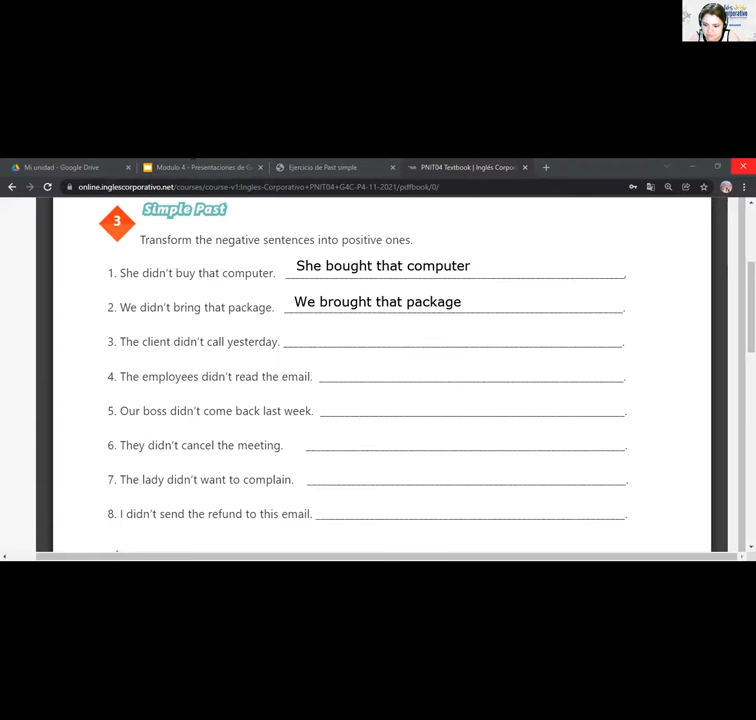 Mi unidad - Google Drive
Modulo 4 - Presentaciones de G
Ejercicio de Past simple
PNIT04 Textbook | Inglés Corpor
online.inglescorporativo.net/courses/course-v1:Ingles-Corporativo+PNIT04+G4C-P4-11-2021/pdfbook/0/
3
Simple Past
Transform the negative sentences into positive ones.
1. She didn't buy that computer. She bought that computer
2. We didn't bring that package. We brought that package
3. The client didn't call yesterday.
4. The employees didn't read the email.
5. Our boss didn't come back last week.
6. They didn't cancel the meeting.
7. The lady didn't want to complain.
8. I didn't send the refund to this email.